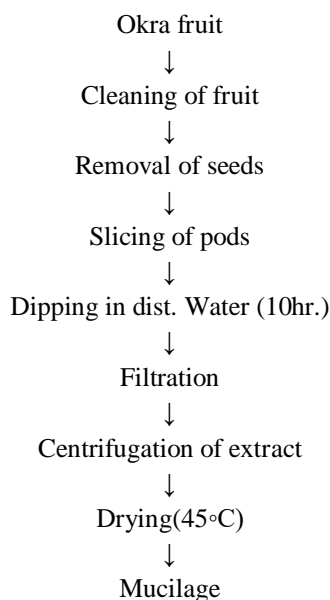 Okra fruit
↓
Cleaning of fruit
↓
Removal of seeds
↓
Slicing of pods
↓
Dipping in dist. Water (10hr.)
↓
Filtration
↓
Centrifugation of extract
↓
Drying(45◦C)
↓
Mucilage